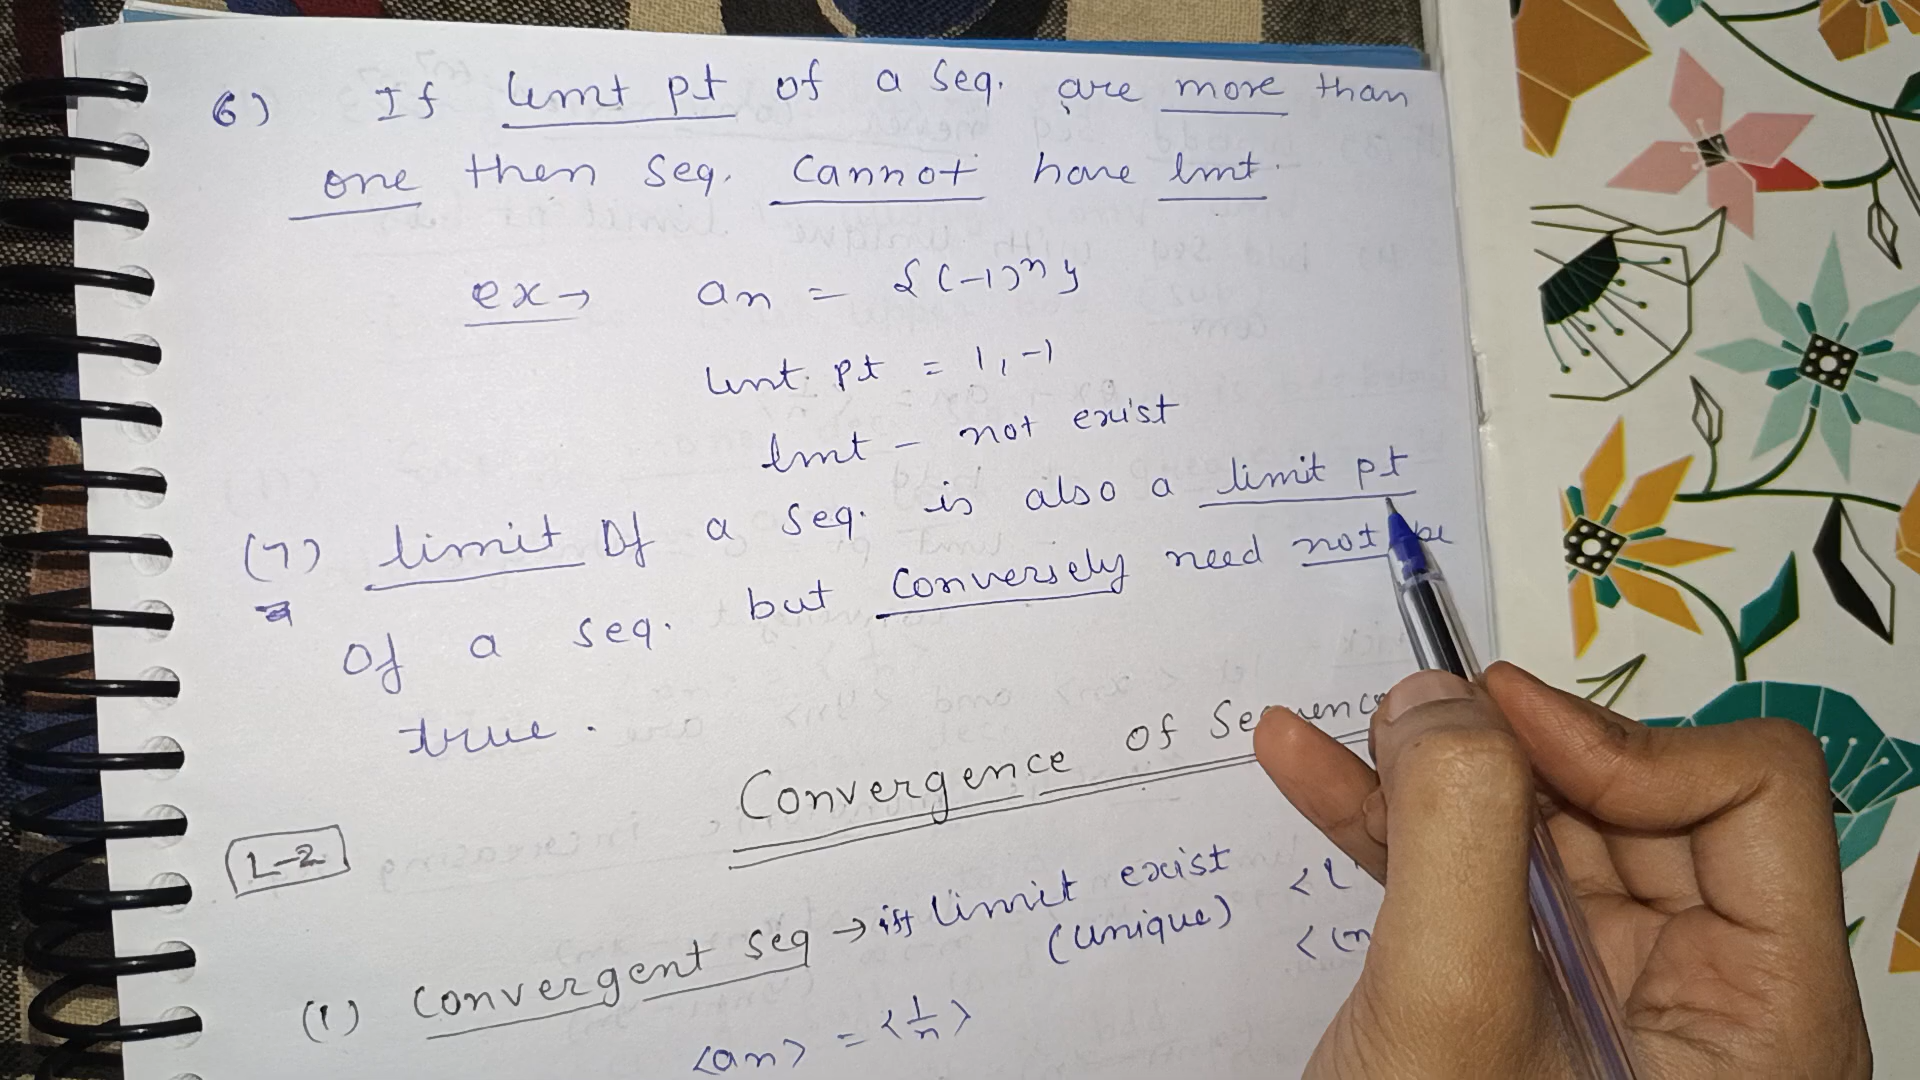 6) If lmt pt of a seq. are more than
one then seq. cannot have lmt.
ex → an = {(-1)ⁿ}
lmt. pt = 1, -1
lmt - not exist
(7) limit Of a seq. is also a limit pt
Of a seq. but conversely need not be
true.
Convergence of Sequence
L-2
(1) Convergent seq → iff limit exist
(unique)
<an> = <1/n>